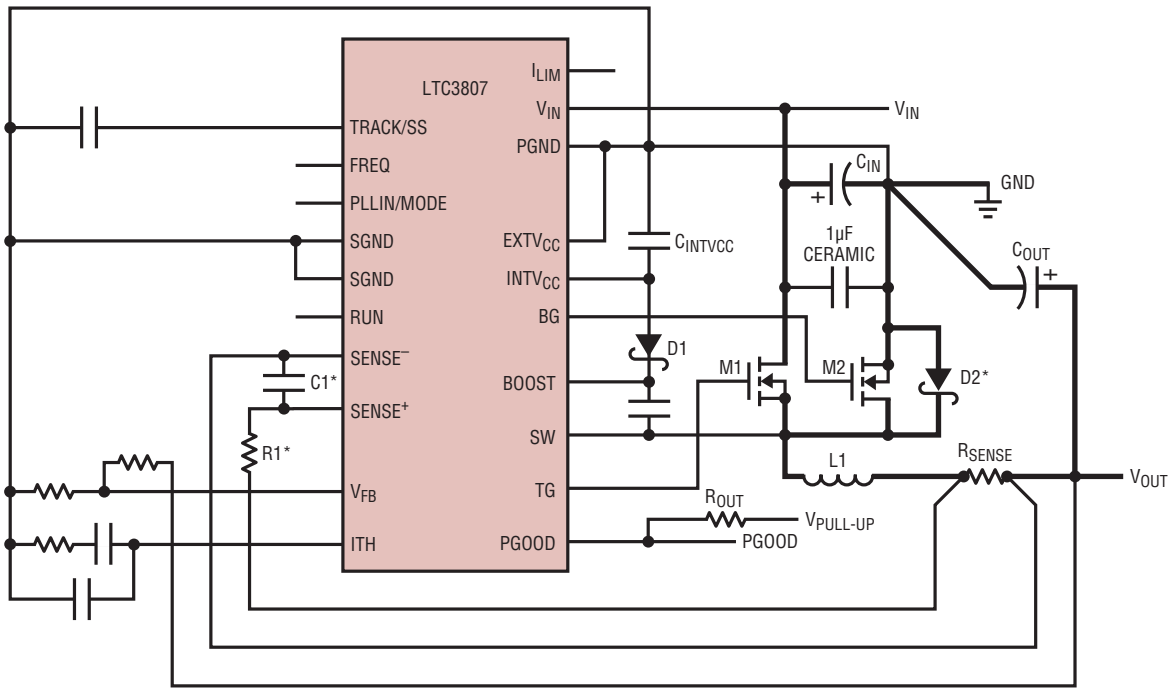 LTC3807
TRACK/SS
FREQ
PLLIN/MODE
SGND
SGND
RUN
SENSE–
SENSE+
VFB
ITH
ILIM
VIN
PGND
EXTVCC
INTVCC
BG
BOOST
SW
TG
PGOOD
C1*
R1*
VIN
CIN
+
GND
1µF
CERAMIC
COUT
+
CINTVCC
D1
M1
M2
D2*
L1
RSENSE
VOUT
ROUT
VPULL-UP
PGOOD